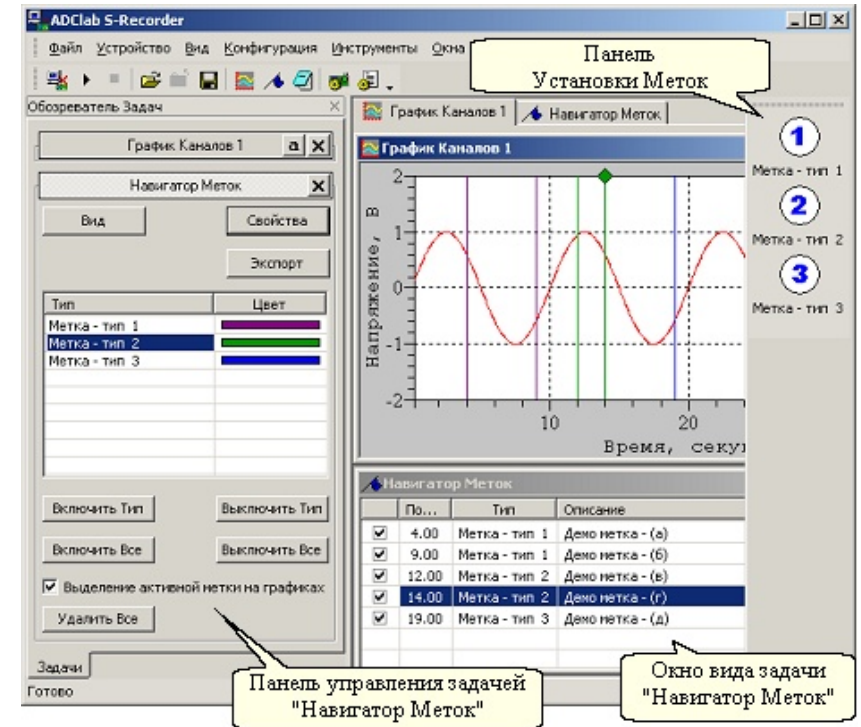 ADClab S-Recorder
Файл Устройство Вид Конфигурация Инструменты Окна
Панель
Установки Меток
Обозреватель Задач
График Каналов 1 a
Навигатор Меток
Вид Свойства
Экспорт
Тип Цвет
Метка - тип 1
Метка - тип 2
Метка - тип 3
Включить Тип Выключить Тип
Включить Все Выключить Все
Выделение активной метки на графиках
Удалить Все
Задачи
Готово
График Каналов 1 Навигатор Меток
График Каналов 1
Напряжение, В
2
1
0
-1
-2
10 20
Время, секу
Навигатор Меток
По... Тип Описание
4.00 Метка - тип 1 Демо метка - (а)
9.00 Метка - тип 1 Демо метка - (б)
12.00 Метка - тип 2 Демо метка - (в)
14.00 Метка - тип 2 Демо метка - (г)
19.00 Метка - тип 3 Демо метка - (д)
1
Метка - тип 1
2
Метка - тип 2
3
Метка - тип 3
Панель управления задачей
"Навигатор Меток"
Окно вида задачи
"Навигатор Меток"